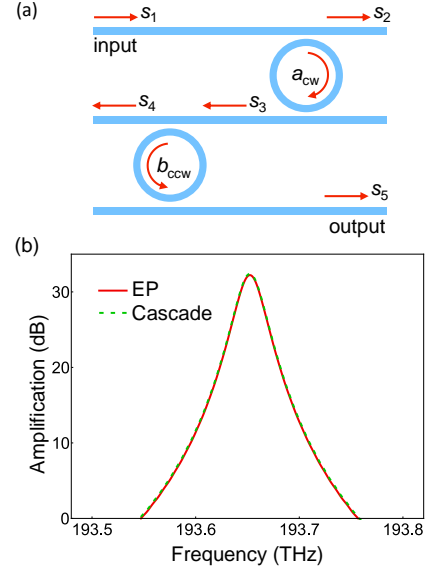 (a)
s1 s2
input
acw
s4 s3
bccw
s5
output
(b)
EP
Cascade
Amplification (dB)
30
20
10
0
193.5 193.6 193.7 193.8
Frequency (THz)